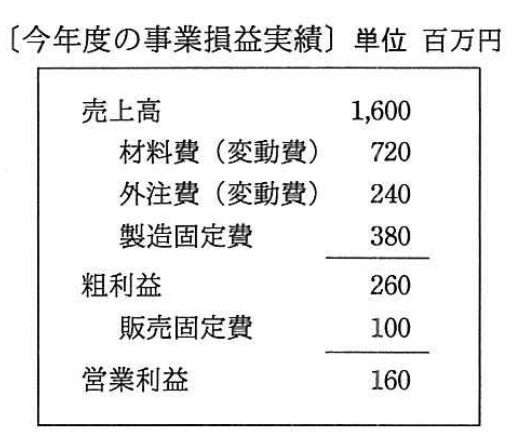 〔今年度の事業損益実績〕 単位 百万円
売上高 1,600
材料費（変動費） 720
外注費（変動費） 240
製造固定費 380
粗利益 260
販売固定費 100
営業利益 160